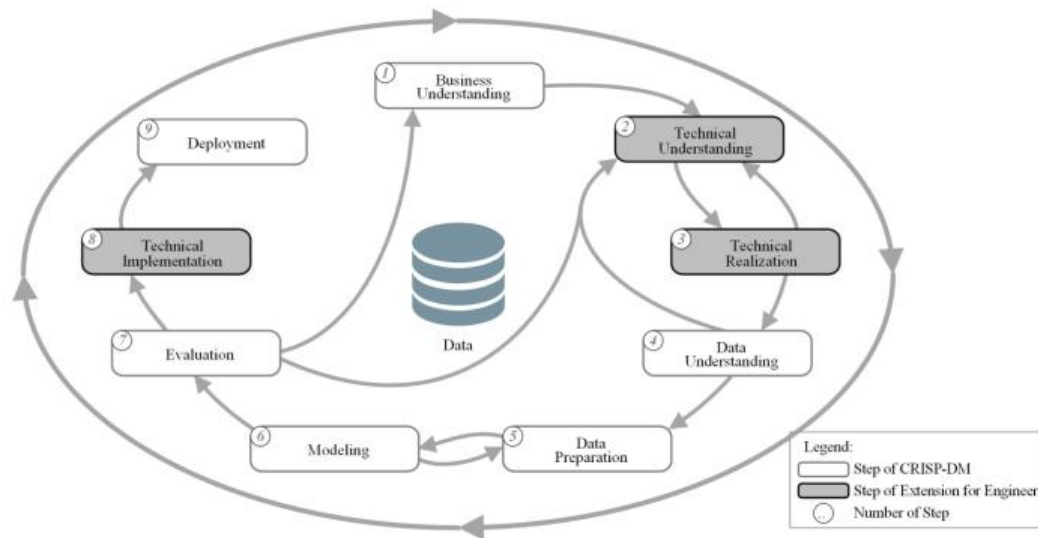 1
Business
Understanding
2
Technical
Understanding
3
Technical
Realization
4
Data
Understanding
5
Data
Preparation
6
Modeling
7
Evaluation
8
Technical
Implementation
9
Deployment
Data
Legend:
Step of CRISP-DM
Step of Extension for Engineer
.. Number of Step